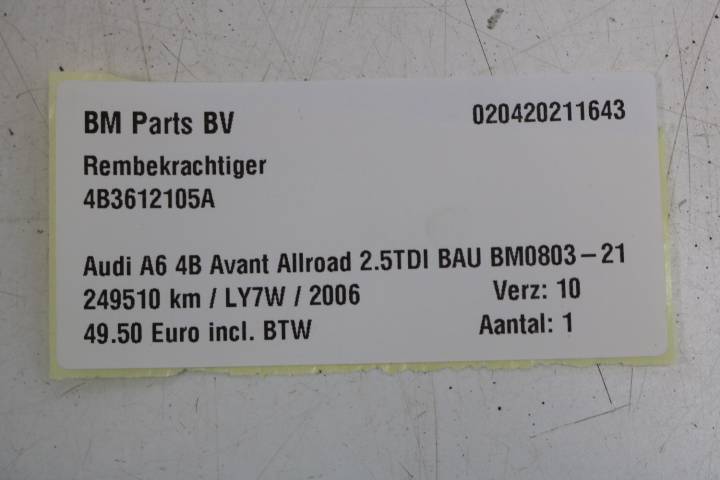 BM Parts BV 020420211643
Rembekrachtiger
4B3612105A
Audi A6 4B Avant Allroad 2.5TDI BAU BM0803-21
249510 km / LY7W / 2006 Verz: 10
49.50 Euro incl. BTW Aantal: 1